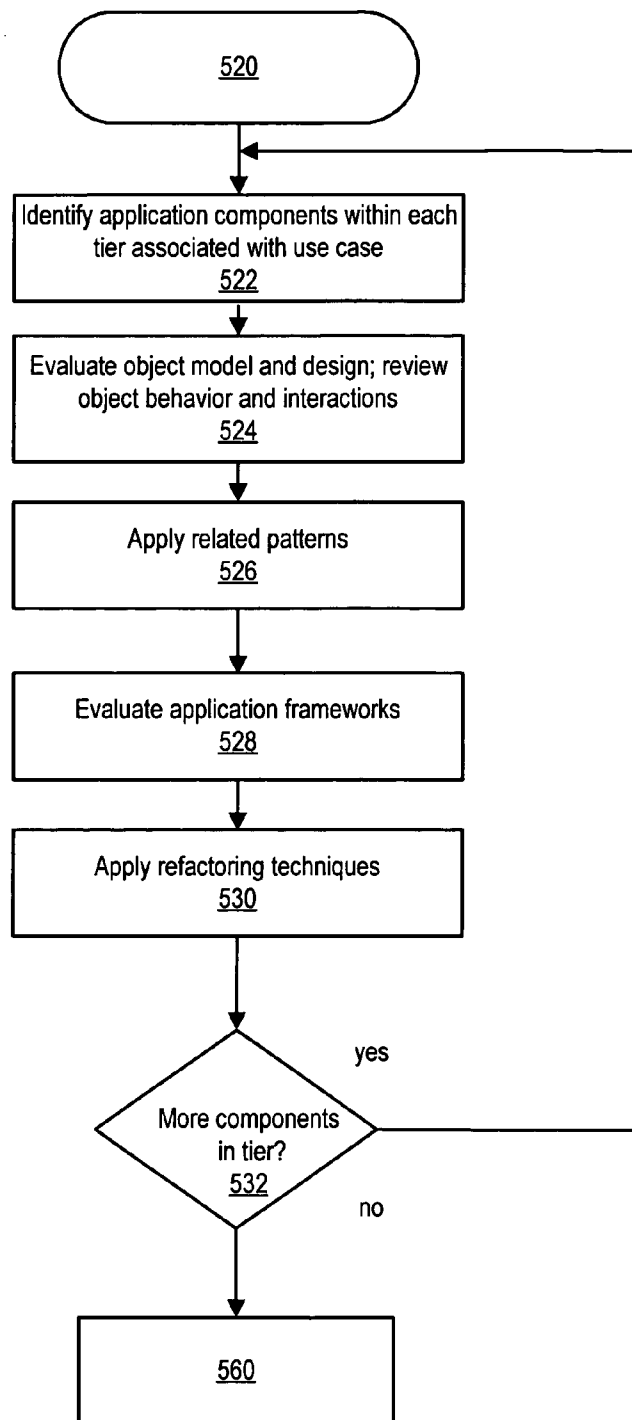 520
Identify application components within each
tier associated with use case
522
Evaluate object model and design; review
object behavior and interactions
524
Apply related patterns
526
Evaluate application frameworks
528
Apply refactoring techniques
530
yes
More components
in tier?
532
no
560